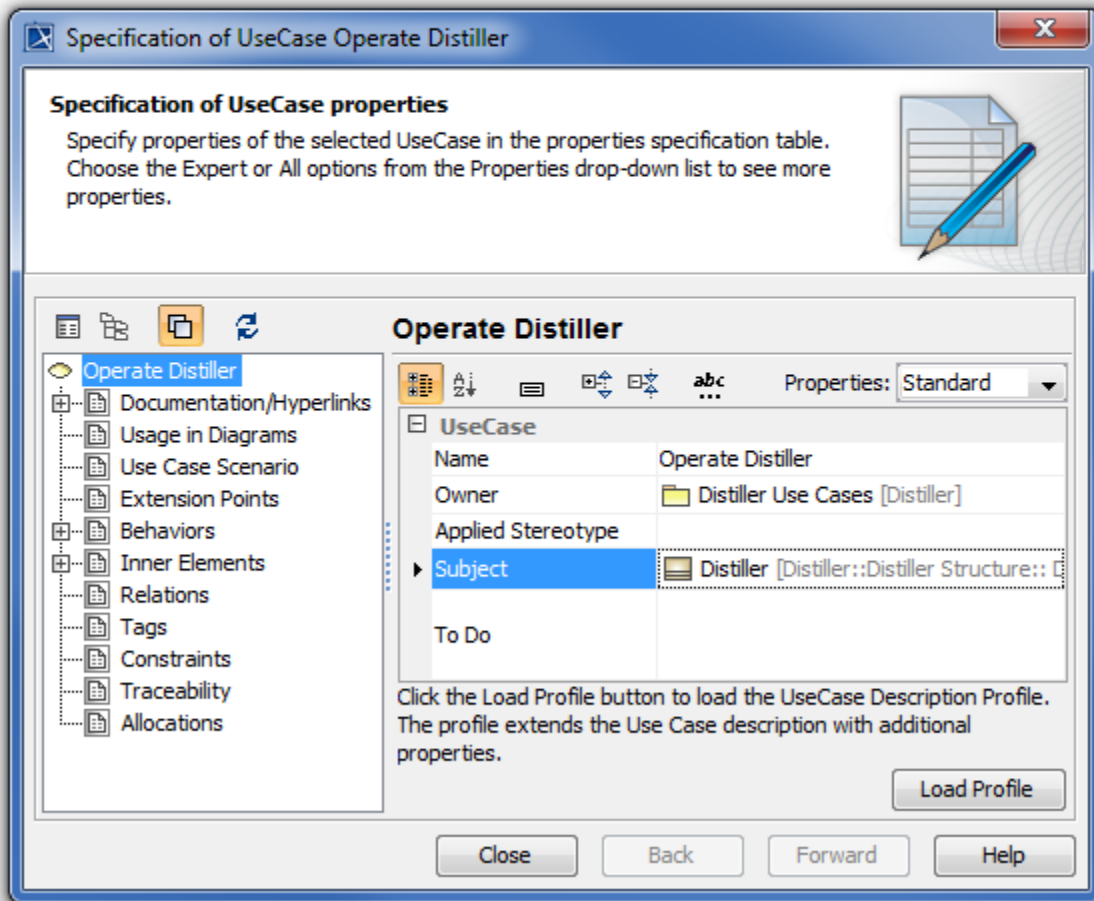 Specification of UseCase Operate Distiller
Specification of UseCase properties
Specify properties of the selected UseCase in the properties specification table.
Choose the Expert or All options from the Properties drop-down list to see more
properties.
Operate Distiller
Documentation/Hyperlinks
Usage in Diagrams
Use Case Scenario
Extension Points
Behaviors
Inner Elements
Relations
Tags
Constraints
Traceability
Allocations
Operate Distiller
A Z abc ... Properties: Standard
UseCase
Name Operate Distiller
Owner Distiller Use Cases [Distiller]
Applied Stereotype
Subject Distiller [Distiller::Distiller Structure::
To Do
Click the Load Profile button to load the UseCase Description Profile.
The profile extends the Use Case description with additional
properties.
Load Profile
Close Back Forward Help